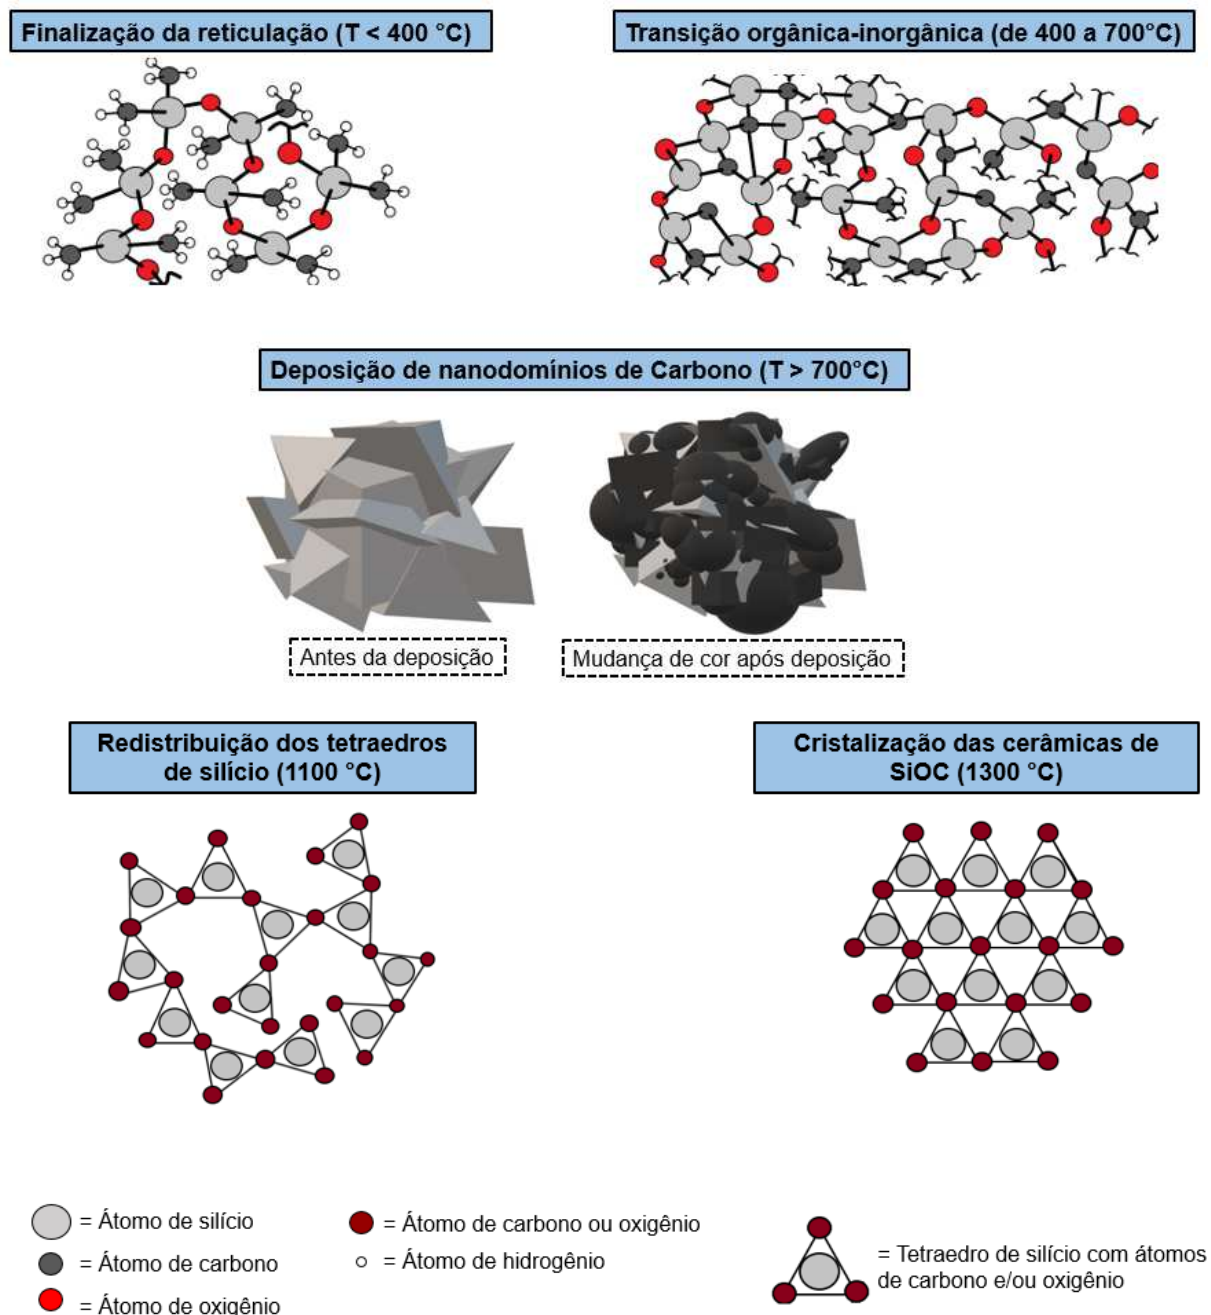 Finalização da reticulação (T < 400 °C)
Transição orgânica-inorgânica (de 400 a 700°C)
Deposição de nanodomínios de Carbono (T > 700°C)
Antes da deposição
Mudança de cor após deposição
Redistribuição dos tetraedros
de silício (1100 °C)
Cristalização das cerâmicas de
SiOC (1300 °C)
= Átomo de silício
= Átomo de carbono
= Átomo de oxigênio
= Átomo de carbono ou oxigênio
= Átomo de hidrogênio
= Tetraedro de silício com átomos
de carbono e/ou oxigênio